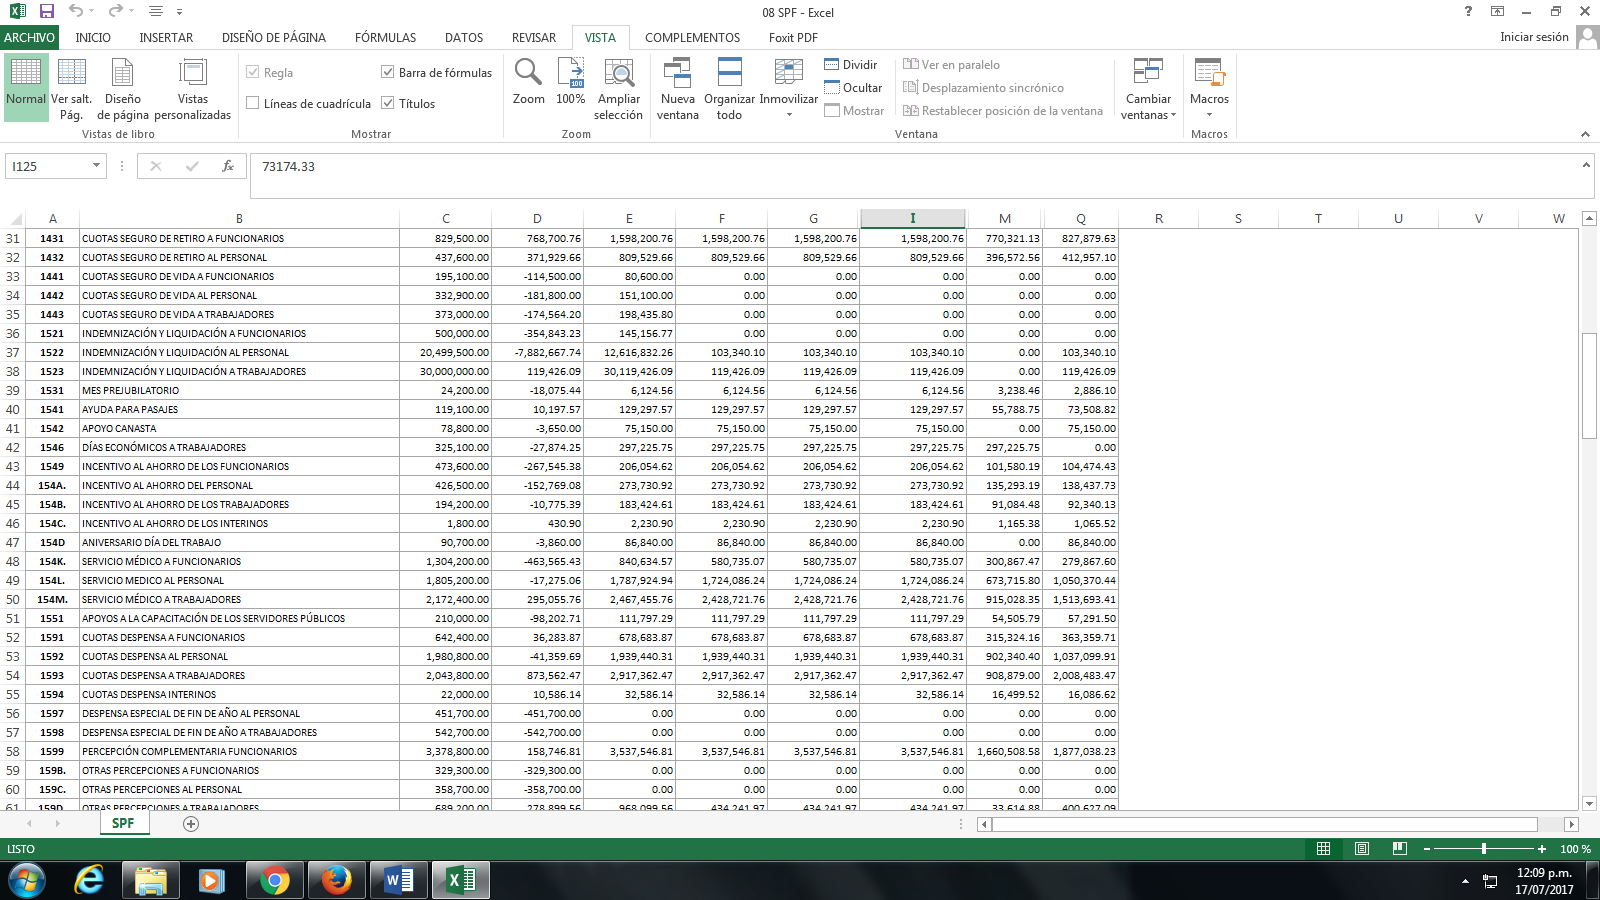 08 SPF - Excel
ARCHIVO INICIO INSERTAR DISEÑO DE PÁGINA FÓRMULAS DATOS REVISAR VISTA COMPLEMENTOS Foxit PDF Iniciar sesión
Normal Ver salt. Pág. Diseño de página Vistas personalizadas
Vistas de libro
Regla Barra de fórmulas
Líneas de cuadrícula Títulos
Mostrar
Zoom 100% Ampliar selección
Zoom
Nueva ventana Organizar todo Inmovilizar
Dividir Ver en paralelo
Ocultar Desplazamiento sincrónico
Mostrar Restablecer posición de la ventana
Cambiar ventanas
Ventana
Macros
Macros
I125 fx 73174.33
A B C D E F G I M Q R S T U V W
31 1431 CUOTAS SEGURO DE RETIRO A FUNCIONARIOS 829,500.00 768,700.76 1,598,200.76 1,598,200.76 1,598,200.76 1,598,200.76 770,321.13 827,879.63
32 1432 CUOTAS SEGURO DE RETIRO AL PERSONAL 437,600.00 371,929.66 809,529.66 809,529.66 809,529.66 809,529.66 396,572.56 412,957.10
33 1441 CUOTAS SEGURO DE VIDA A FUNCIONARIOS 195,100.00 -114,500.00 80,600.00 0.00 0.00 0.00 0.00 0.00
34 1442 CUOTAS SEGURO DE VIDA AL PERSONAL 332,900.00 -181,800.00 151,100.00 0.00 0.00 0.00 0.00 0.00
35 1443 CUOTAS SEGURO DE VIDA A TRABAJADORES 373,000.00 -174,564.20 198,435.80 0.00 0.00 0.00 0.00 0.00
36 1521 INDEMNIZACIÓN Y LIQUIDACIÓN A FUNCIONARIOS 500,000.00 -354,843.23 145,156.77 0.00 0.00 0.00 0.00 0.00
37 1522 INDEMNIZACIÓN Y LIQUIDACIÓN AL PERSONAL 20,499,500.00 -7,882,667.74 12,616,832.26 103,340.10 103,340.10 103,340.10 0.00 103,340.10
38 1523 INDEMNIZACIÓN Y LIQUIDACIÓN A TRABAJADORES 30,000,000.00 119,426.09 30,119,426.09 119,426.09 119,426.09 119,426.09 0.00 119,426.09
39 1531 MES PREJUBILATORIO 24,200.00 -18,075.44 6,124.56 6,124.56 6,124.56 6,124.56 3,238.46 2,886.10
40 1541 AYUDA PARA PASAJES 119,100.00 10,197.57 129,297.57 129,297.57 129,297.57 129,297.57 55,788.75 73,508.82
41 1542 APOYO CANASTA 78,800.00 -3,650.00 75,150.00 75,150.00 75,150.00 75,150.00 0.00 75,150.00
42 1546 DÍAS ECONÓMICOS A TRABAJADORES 325,100.00 -27,874.25 297,225.75 297,225.75 297,225.75 297,225.75 297,225.75 0.00
43 1549 INCENTIVO AL AHORRO DE LOS FUNCIONARIOS 473,600.00 -267,545.38 206,054.62 206,054.62 206,054.62 206,054.62 101,580.19 104,474.43
44 154A. INCENTIVO AL AHORRO DEL PERSONAL 426,500.00 -152,769.08 273,730.92 273,730.92 273,730.92 273,730.92 135,293.19 138,437.73
45 154B. INCENTIVO AL AHORRO DE LOS TRABAJADORES 194,200.00 -10,775.39 183,424.61 183,424.61 183,424.61 183,424.61 91,084.48 92,340.13
46 154C. INCENTIVO AL AHORRO DE LOS INTERINOS 1,800.00 430.90 2,230.90 2,230.90 2,230.90 2,230.90 1,165.38 1,065.52
47 154D ANIVERSARIO DÍA DEL TRABAJO 90,700.00 -3,860.00 86,840.00 86,840.00 86,840.00 86,840.00 0.00 86,840.00
48 154K. SERVICIO MÉDICO A FUNCIONARIOS 1,304,200.00 -463,565.43 840,634.57 580,735.07 580,735.07 580,735.07 300,867.47 279,867.60
49 154L. SERVICIO MEDICO AL PERSONAL 1,805,200.00 -17,275.06 1,787,924.94 1,724,086.24 1,724,086.24 1,724,086.24 673,715.80 1,050,370.44
50 154M. SERVICIO MÉDICO A TRABAJADORES 2,172,400.00 295,055.76 2,467,455.76 2,428,721.76 2,428,721.76 2,428,721.76 915,028.35 1,513,693.41
51 1551 APOYOS A LA CAPACITACIÓN DE LOS SERVIDORES PÚBLICOS 210,000.00 -98,202.71 111,797.29 111,797.29 111,797.29 111,797.29 54,505.79 57,291.50
52 1591 CUOTAS DESPENSA A FUNCIONARIOS 642,400.00 36,283.87 678,683.87 678,683.87 678,683.87 678,683.87 315,324.16 363,359.71
53 1592 CUOTAS DESPENSA AL PERSONAL 1,980,800.00 -41,359.69 1,939,440.31 1,939,440.31 1,939,440.31 1,939,440.31 902,340.40 1,037,099.91
54 1593 CUOTAS DESPENSA A TRABAJADORES 2,043,800.00 873,562.47 2,917,362.47 2,917,362.47 2,917,362.47 2,917,362.47 908,879.00 2,008,483.47
55 1594 CUOTAS DESPENSA INTERINOS 22,000.00 10,586.14 32,586.14 32,586.14 32,586.14 32,586.14 16,499.52 16,086.62
56 1597 DESPENSA ESPECIAL DE FIN DE AÑO AL PERSONAL 451,700.00 -451,700.00 0.00 0.00 0.00 0.00 0.00 0.00
57 1598 DESPENSA ESPECIAL DE FIN DE AÑO A TRABAJADORES 542,700.00 -542,700.00 0.00 0.00 0.00 0.00 0.00 0.00
58 1599 PERCEPCIÓN COMPLEMENTARIA FUNCIONARIOS 3,378,800.00 158,746.81 3,537,546.81 3,537,546.81 3,537,546.81 3,537,546.81 1,660,508.58 1,877,038.23
59 159B. OTRAS PERCEPCIONES A FUNCIONARIOS 329,300.00 -329,300.00 0.00 0.00 0.00 0.00 0.00 0.00
60 159C. OTRAS PERCEPCIONES AL PERSONAL 358,700.00 -358,700.00 0.00 0.00 0.00 0.00 0.00 0.00
61 159D. OTRAS PERCEPCIONES A TRABAJADORES 689,200.00 278,899.56 968,099.56 434,241.97 434,241.97 434,241.97 33,614.88 400,627.09
SPF
LISTO 100 %
12:09 p.m.
17/07/2017